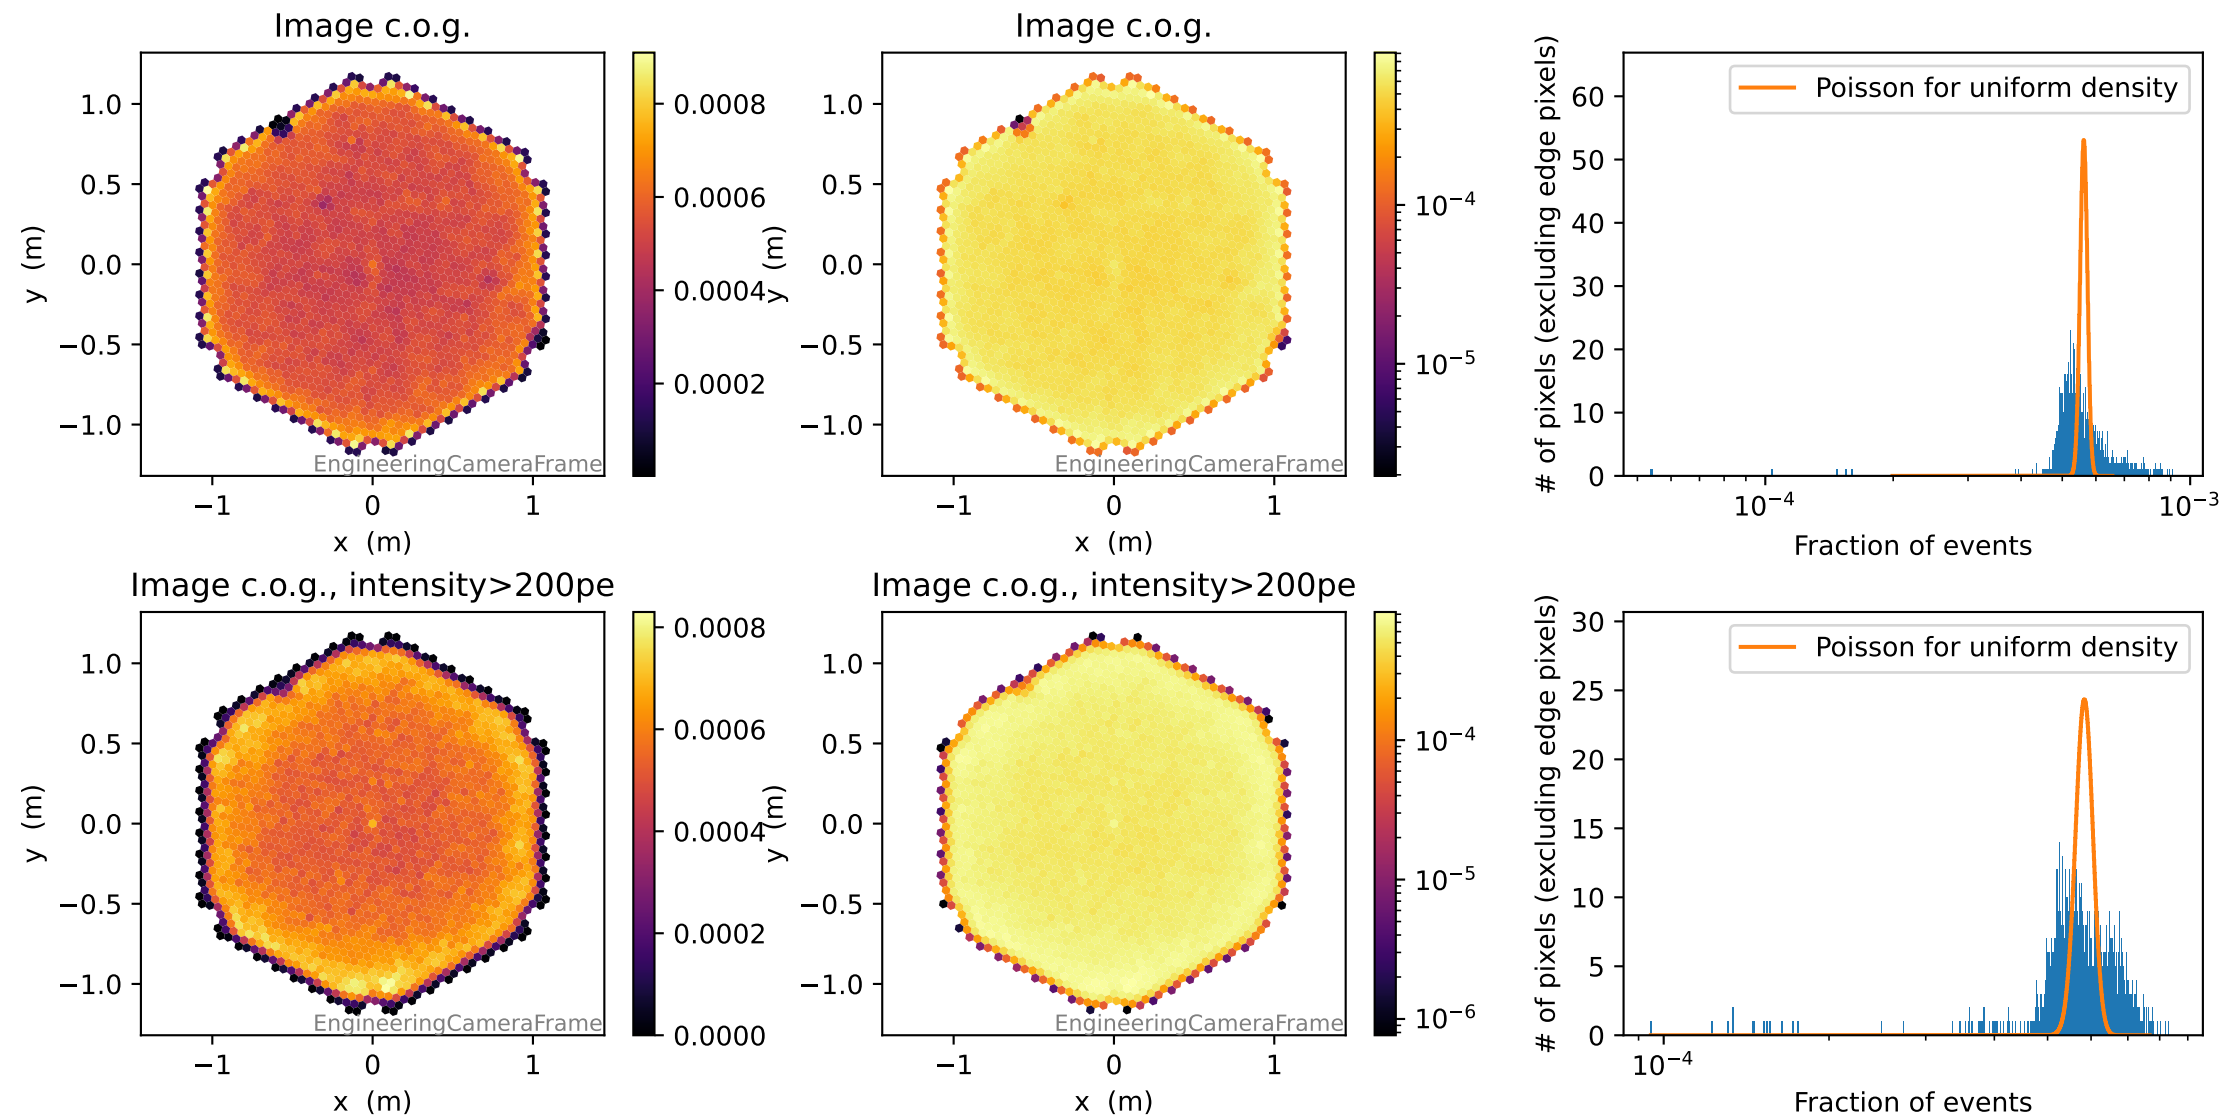 Image c.o.g.
y (m)
1.0
0.5
0.0
−0.5
−1.0
−1 0 1
x (m)
EngineeringCameraFrame
0.0008
0.0006
0.0004
0.0002
Image c.o.g.
y (m)
1.0
0.5
0.0
−0.5
−1.0
−1 0 1
x (m)
EngineeringCameraFrame
10⁻⁴
10⁻⁵
# of pixels (excluding edge pixels)
60
50
40
30
20
10
0
Poisson for uniform density
10⁻⁴ 10⁻³
Fraction of events
Image c.o.g., intensity>200pe
y (m)
1.0
0.5
0.0
−0.5
−1.0
−1 0 1
x (m)
EngineeringCameraFrame
0.0008
0.0006
0.0004
0.0002
0.0000
Image c.o.g., intensity>200pe
y (m)
1.0
0.5
0.0
−0.5
−1.0
−1 0 1
x (m)
EngineeringCameraFrame
10⁻⁴
10⁻⁵
10⁻⁶
# of pixels (excluding edge pixels)
30
25
20
15
10
5
0
Poisson for uniform density
10⁻⁴
Fraction of events